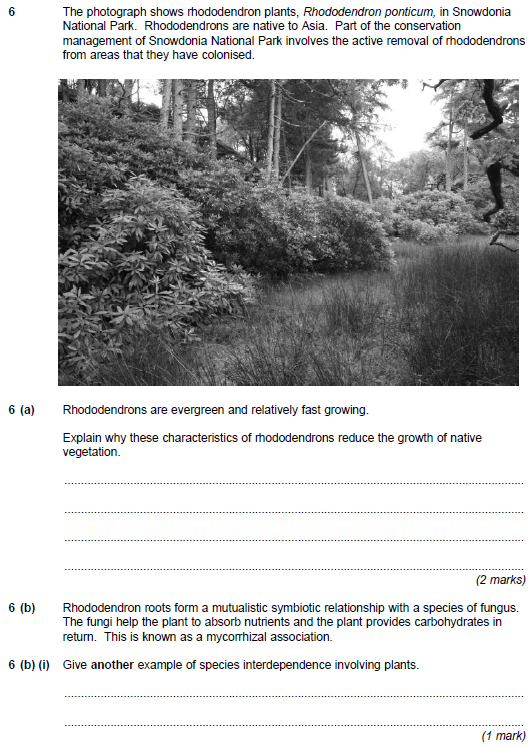 6 The photograph shows rhododendron plants, Rhododendron ponticum, in Snowdonia
National Park. Rhododendrons are native to Asia. Part of the conservation
management of Snowdonia National Park involves the active removal of rhododendrons
from areas that they have colonised.
6 (a) Rhododendrons are evergreen and relatively fast growing.
Explain why these characteristics of rhododendrons reduce the growth of native
vegetation.
(2 marks)
6 (b) Rhododendron roots form a mutualistic symbiotic relationship with a species of fungus.
The fungi help the plant to absorb nutrients and the plant provides carbohydrates in
return. This is known as a mycorrhizal association.
6 (b) (i) Give another example of species interdependence involving plants.
(1 mark)